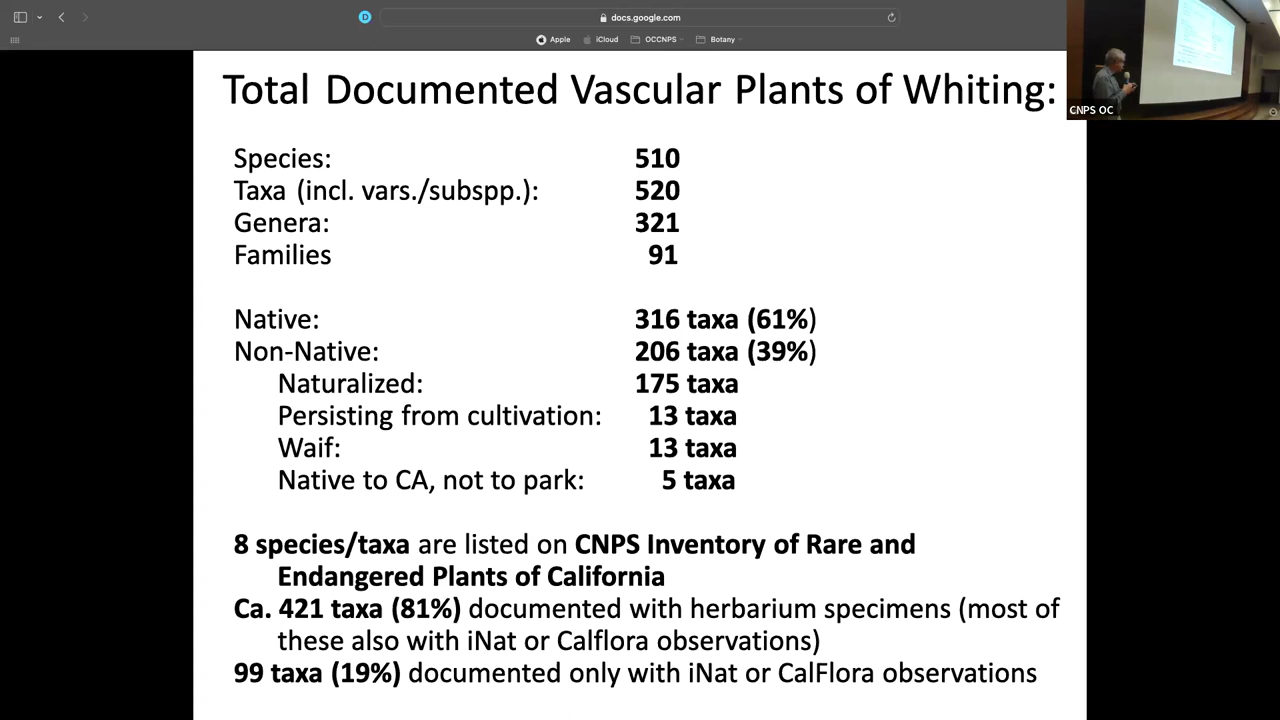 docs.google.com
Apple iCloud OCCNPS Botany
CNPS OC
Total Documented Vascular Plants of Whiting:
Species: 510
Taxa (incl. vars./subspp.): 520
Genera: 321
Families 91
Native: 316 taxa (61%)
Non-Native: 206 taxa (39%)
Naturalized: 175 taxa
Persisting from cultivation: 13 taxa
Waif: 13 taxa
Native to CA, not to park: 5 taxa
8 species/taxa are listed on CNPS Inventory of Rare and
Endangered Plants of California
Ca. 421 taxa (81%) documented with herbarium specimens (most of
these also with iNat or Calflora observations)
99 taxa (19%) documented only with iNat or CalFlora observations